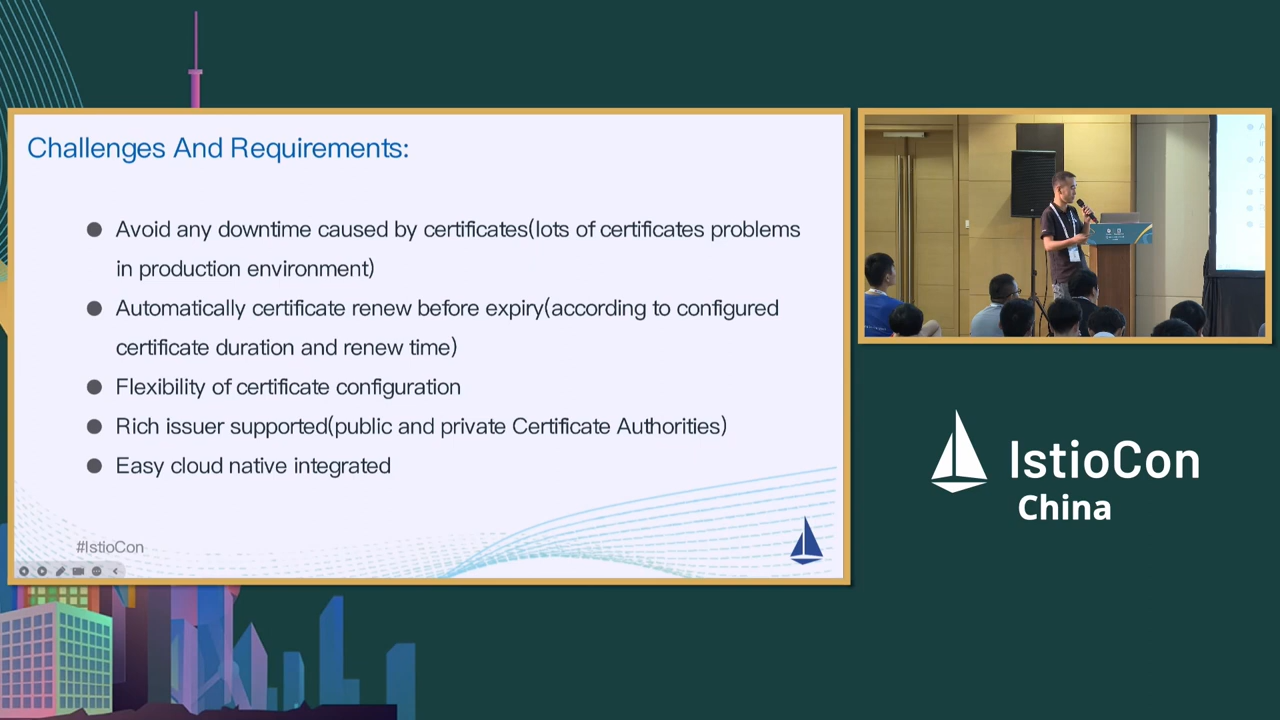 Challenges And Requirements:
● Avoid any downtime caused by certificates(lots of certificates problems
in production environment)
● Automatically certificate renew before expiry(according to configured
certificate duration and renew time)
● Flexibility of certificate configuration
● Rich issuer supported(public and private Certificate Authorities)
● Easy cloud native integrated
#IstioCon
IstioCon
China